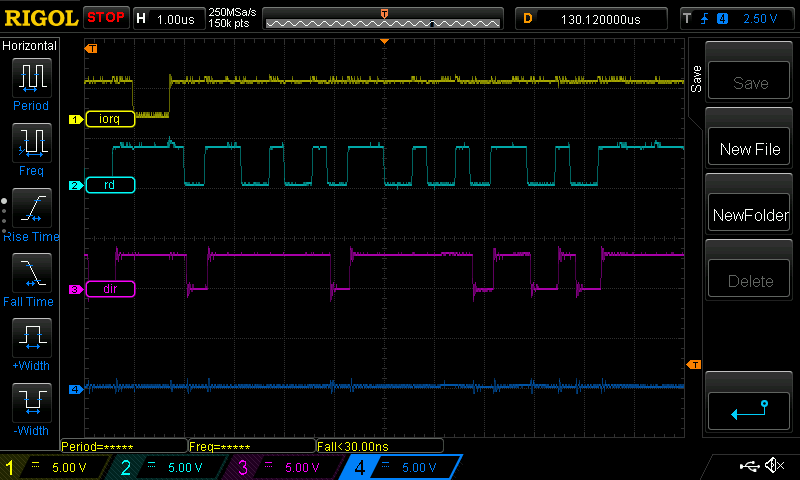 RIGOL STOP H 1.00us 250MSa/s
150k pts
T D 130.120000us T 4 2.50 V
Horizontal
Period
Freq
Rise Time
Fall Time
+Width
-Width
T
1 iorq
2 rd
3 dir
4
T
Save
Save
New File
NewFolder
Delete
Period=***** Freq=***** Fall<30.00ns
1 5.00 V 2 5.00 V 3 5.00 V 4 5.00 V